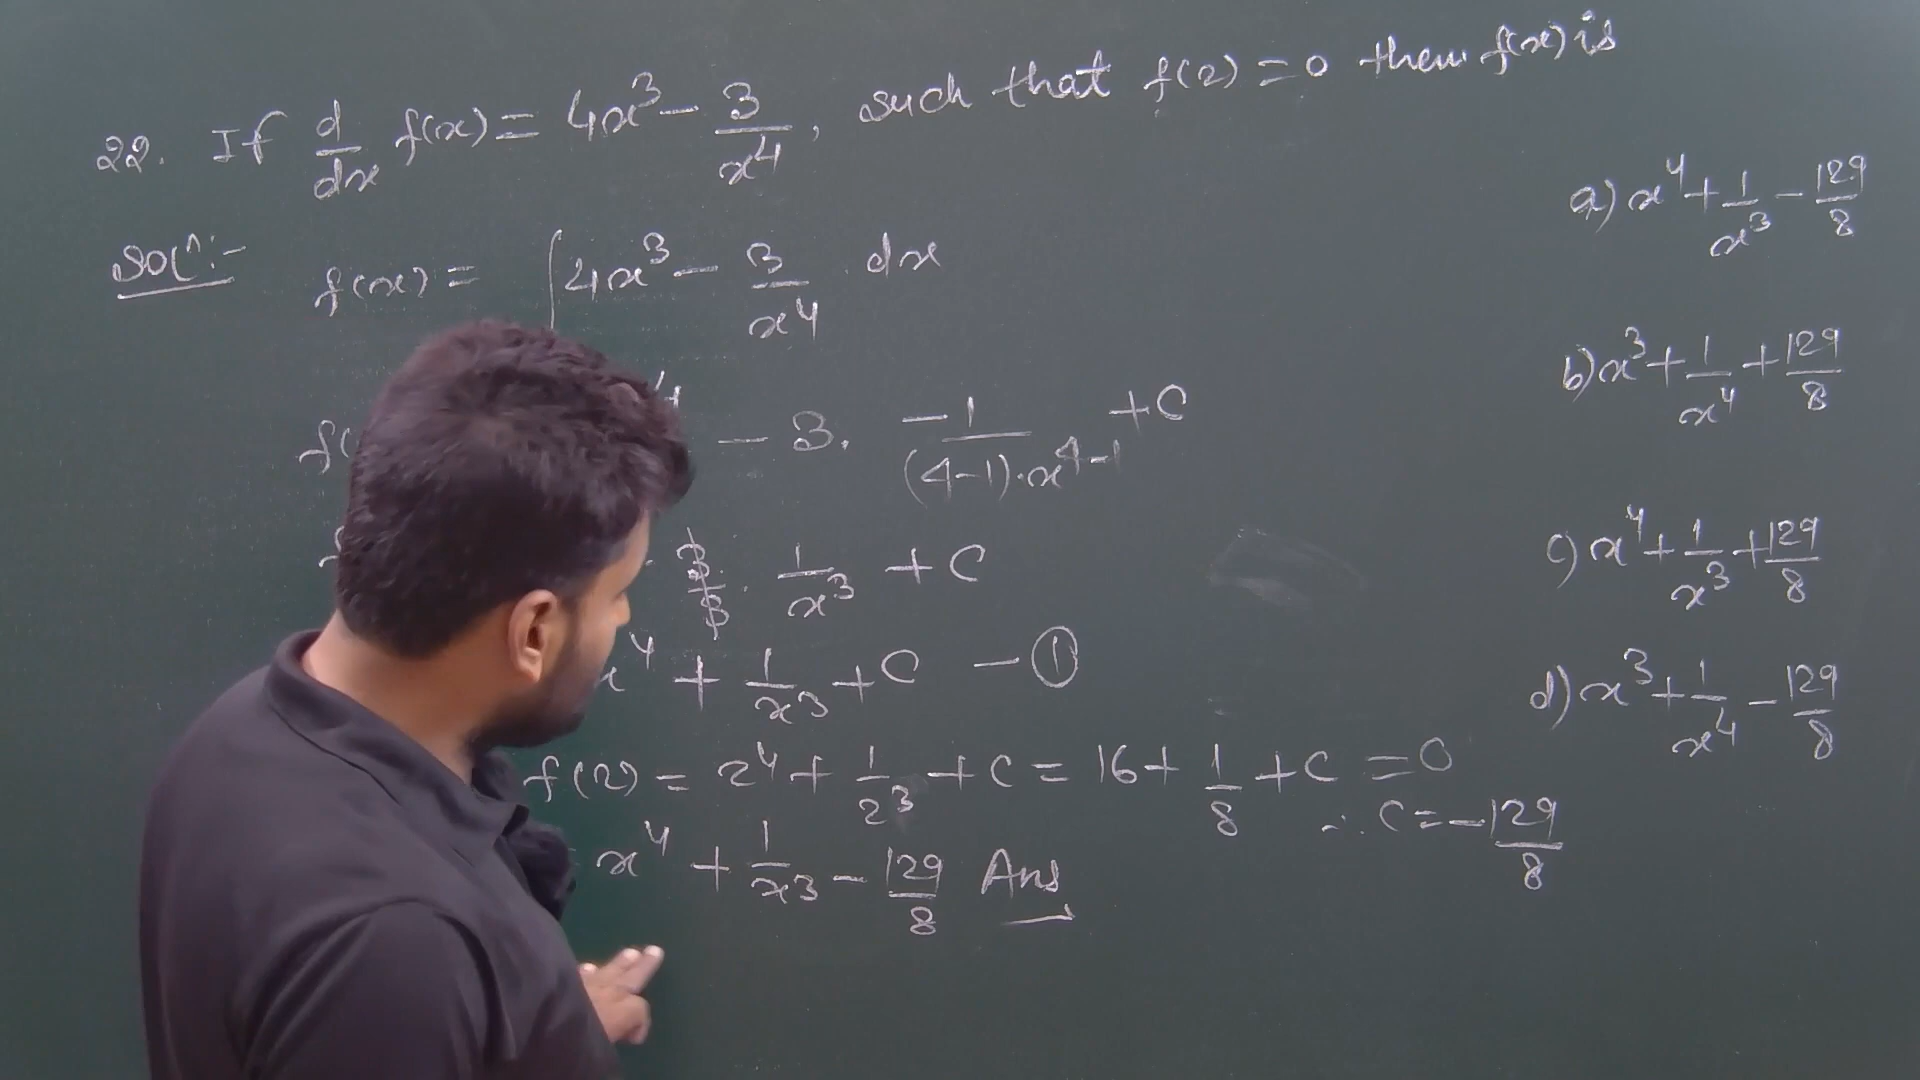 22. If d/dx f(x) = 4x³ - 3/x⁴, such that f(2) = 0 then f(x) is
a) x⁴ + 1/x³ - 129/8
b) x³ + 1/x⁴ + 129/8
c) x⁴ + 1/x³ + 129/8
d) x³ + 1/x⁴ - 129/8
Solⁿ:-
f(x) = ∫ 4x³ - 3/x⁴ . dx
f( - 3. -1/((4-1).x⁴⁻¹) + C
3/3 . 1/x³ + C
x⁴ + 1/x³ + C - ①
f(2) = 2⁴ + 1/2³ + C = 16 + 1/8 + C = 0
∴ C = -129/8
x⁴ + 1/x³ - 129/8 Ans